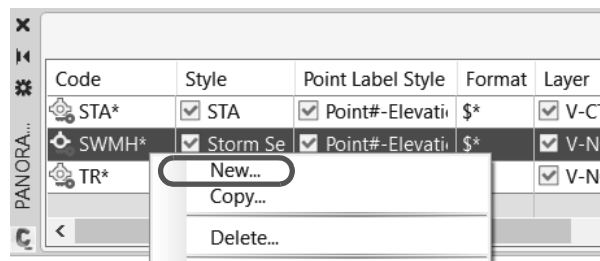 Code Style Point Label Style Format Layer
STA* STA Point#-Elevati $* V-C
SWMH* Storm Se Point#-Elevati $* V-N
TR* V-N
New...
Copy...
Delete...
PANORA...